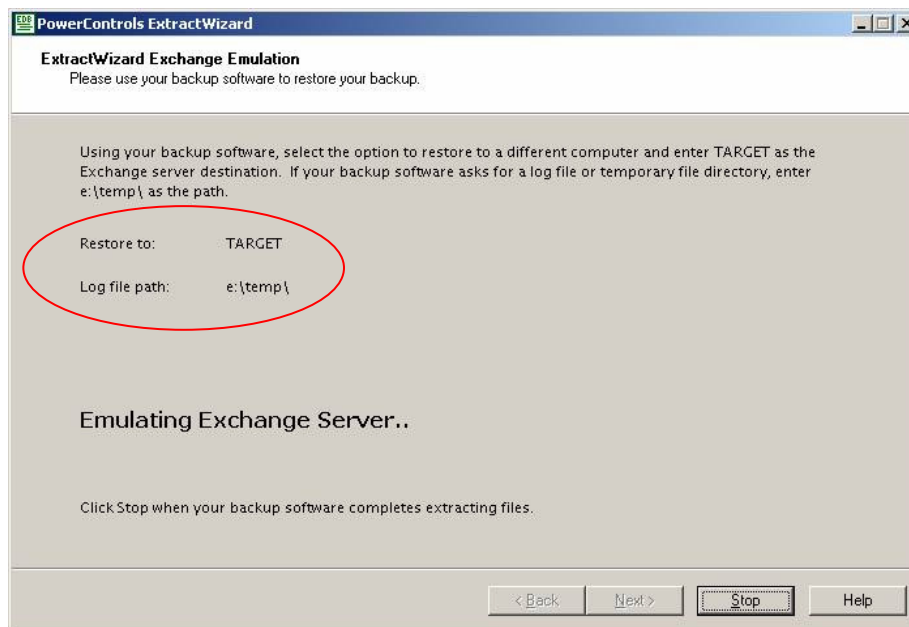 EDB PowerControls ExtractWizard
ExtractWizard Exchange Emulation
Please use your backup software to restore your backup.
Using your backup software, select the option to restore to a different computer and enter TARGET as the
Exchange server destination. If your backup software asks for a log file or temporary file directory, enter
e:\temp\ as the path.
Restore to: TARGET
Log file path: e:\temp\
Emulating Exchange Server..
Click Stop when your backup software completes extracting files.
< Back Next > Stop Help